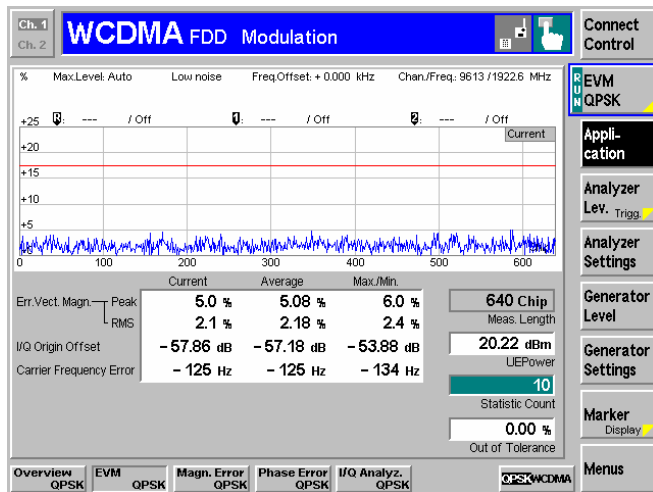 Ch. 1
Ch. 2
WCDMA FDD Modulation
Connect Control
% Max.Level: Auto Low noise Freq.Offset: + 0.000 kHz Chan./Freq.: 9613 / 1922.6 MHz
R: --- / Off 1: --- / Off 2: --- / Off
Current
+25
+20
+15
+10
+5
0 100 200 300 400 500 600
Current Average Max./Min.
Err.Vect. Magn. Peak 5.0 % 5.08 % 6.0 %
RMS 2.1 % 2.18 % 2.4 %
I/Q Origin Offset - 57.86 dB - 57.18 dB - 53.88 dB
Carrier Frequency Error - 125 Hz - 125 Hz - 134 Hz
640 Chip
Meas. Length
20.22 dBm
UEPower
10
Statistic Count
0.00 %
Out of Tolerance
RUN
EVM
QPSK
Appli-
cation
Analyzer
Lev. Trigg.
Analyzer
Settings
Generator
Level
Generator
Settings
Marker
Display
Menus
Overview QPSK
EVM QPSK
Magn. Error QPSK
Phase Error QPSK
I/Q Analyz. QPSK
QPSK WCDMA